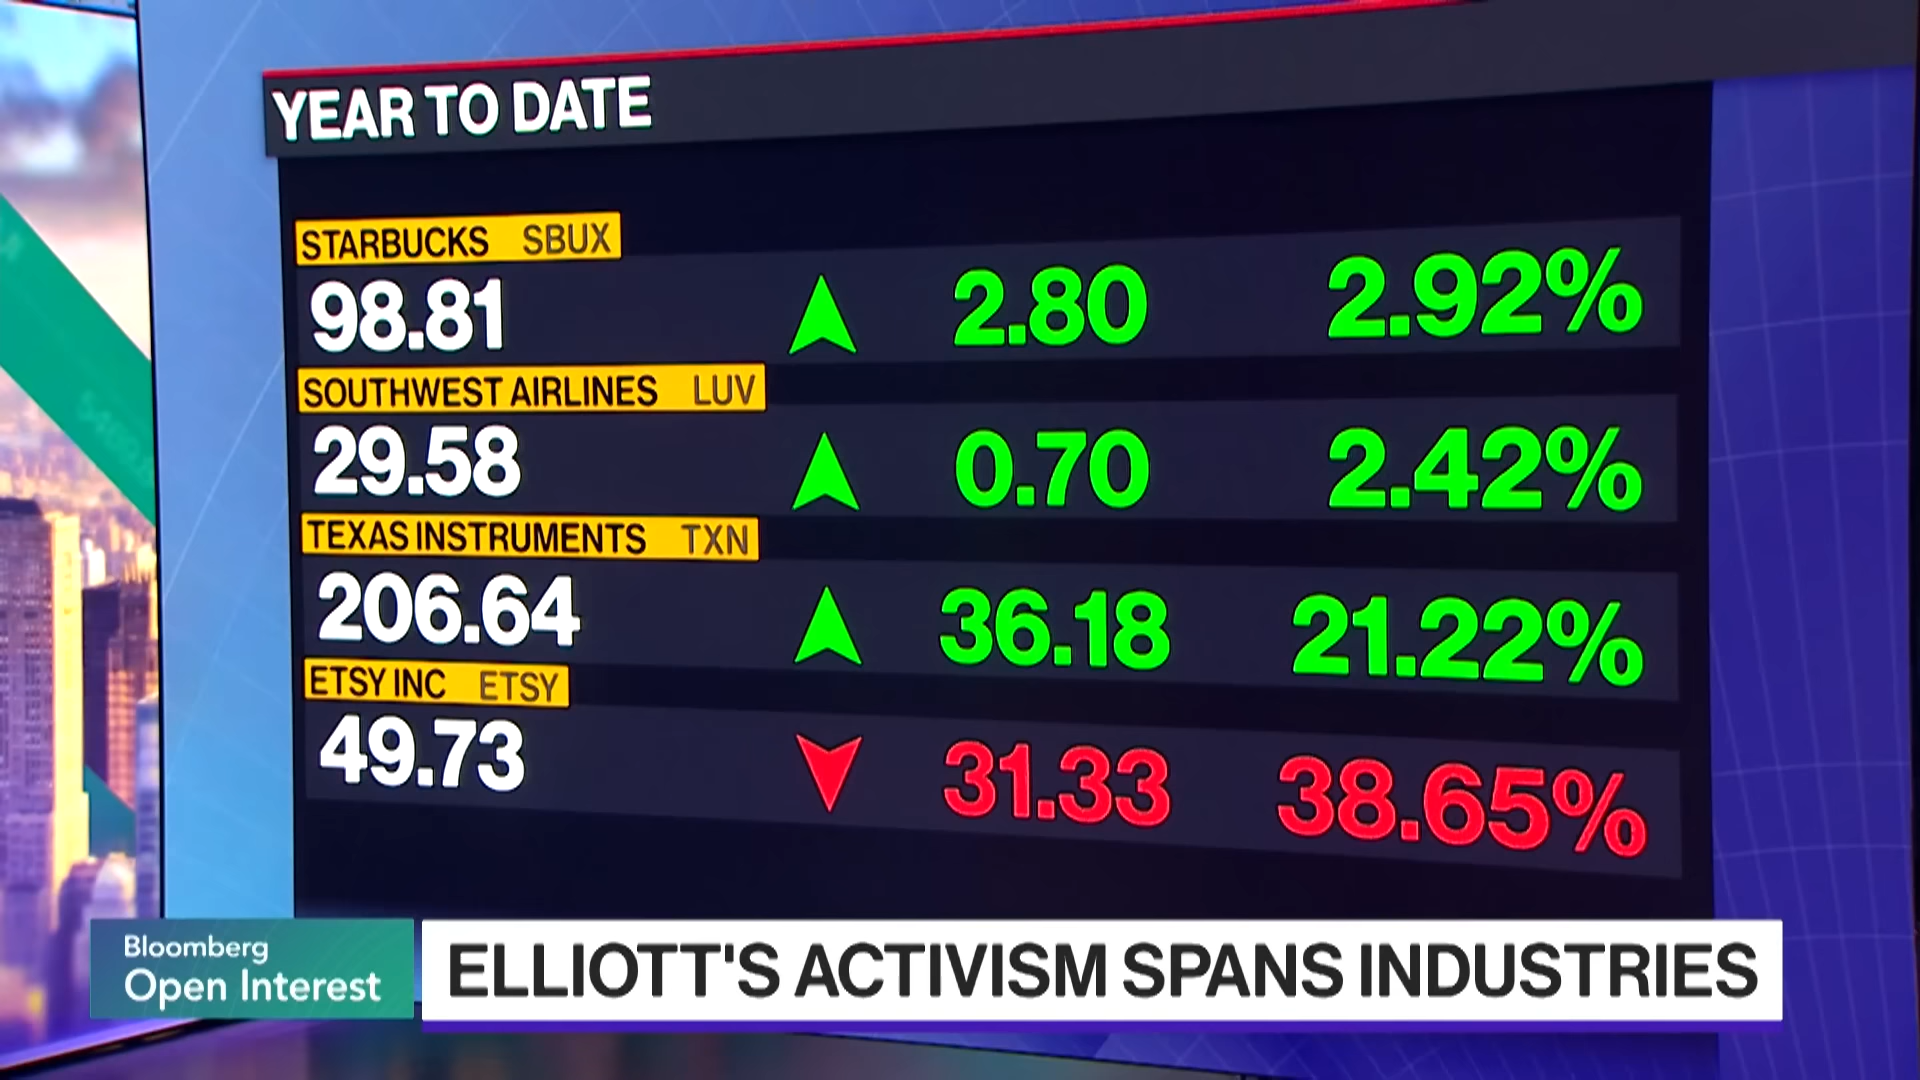 YEAR TO DATE
STARBUCKS SBUX
98.81 2.80 2.92%
SOUTHWEST AIRLINES LUV
29.58 0.70 2.42%
TEXAS INSTRUMENTS TXN
206.64 36.18 21.22%
ETSY INC ETSY
49.73 31.33 38.65%
Bloomberg
Open Interest
ELLIOTT'S ACTIVISM SPANS INDUSTRIES